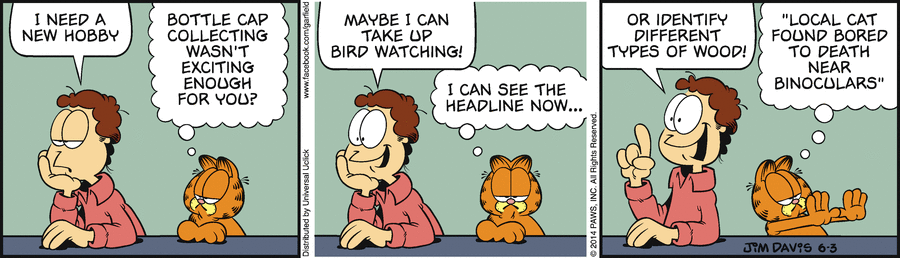 I NEED A
NEW HOBBY
BOTTLE CAP
COLLECTING
WASN'T
EXCITING
ENOUGH
FOR YOU?
www.facebook.com/garfield
Distributed by Universal Uclick
MAYBE I CAN
TAKE UP
BIRD WATCHING!
I CAN SEE THE
HEADLINE NOW...
© 2014 PAWS, INC. All Rights Reserved.
OR IDENTIFY
DIFFERENT
TYPES OF WOOD!
"LOCAL CAT
FOUND BORED
TO DEATH
NEAR
BINOCULARS"
JIM DAVIS 6-3